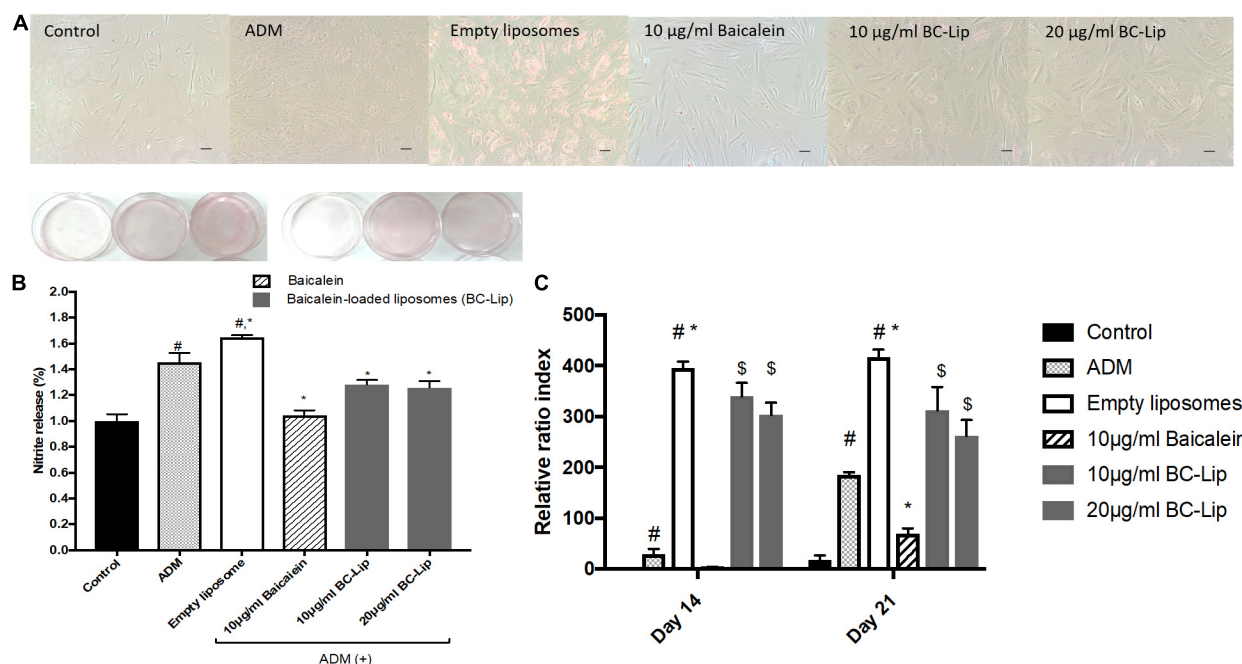 A
Control
ADM
Empty liposomes
10 µg/ml Baicalein
10 µg/ml BC-Lip
20 µg/ml BC-Lip
B
Baicalein
Baicalein-loaded liposomes (BC-Lip)
Nitrite release (%)
2.0
1.8
1.6
1.4
1.2
1.0
0.8
0.6
0.4
0.2
0.0
#
#,*
*
*
*
Control
ADM
Empty liposome
10µg/ml Baicalein
10µg/ml BC-Lip
20µg/ml BC-Lip
ADM (+)
C
Relative ratio index
500
400
300
200
100
0
#
# *
$
$
#
# *
*
$
$
Day 14
Day 21
Control
ADM
Empty liposomes
10µg/ml Baicalein
10µg/ml BC-Lip
20µg/ml BC-Lip